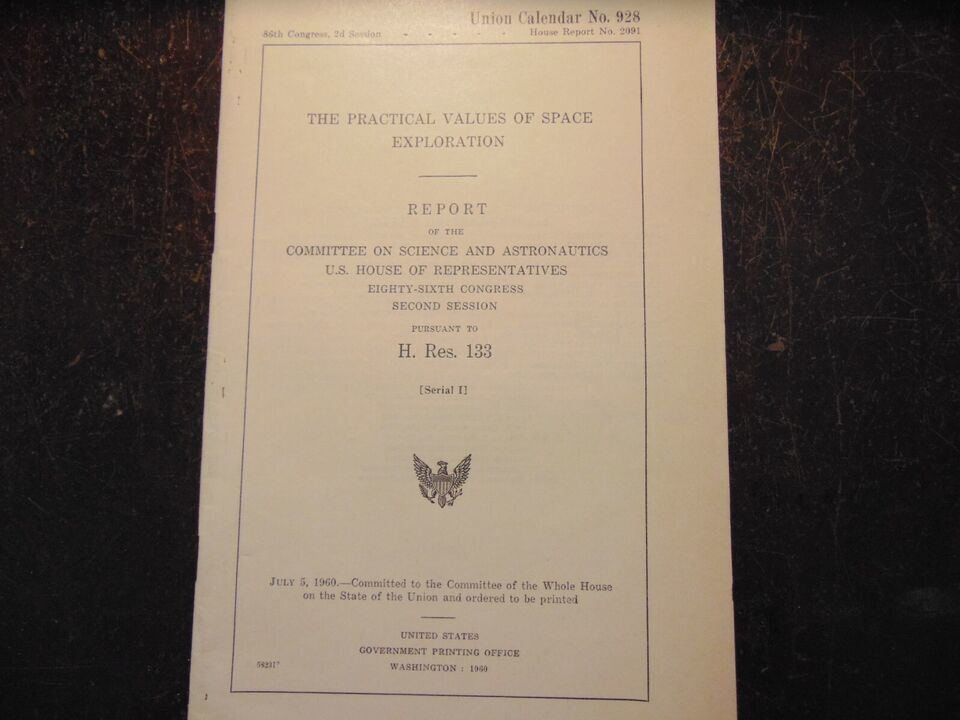 Union Calendar No. 928
86th Congress, 2d Session - - - - - House Report No. 2091
THE PRACTICAL VALUES OF SPACE
EXPLORATION
REPORT
OF THE
COMMITTEE ON SCIENCE AND ASTRONAUTICS
U.S. HOUSE OF REPRESENTATIVES
EIGHTY-SIXTH CONGRESS
SECOND SESSION
PURSUANT TO
H. Res. 133
[Serial I]
JULY 5, 1960.—Committed to the Committee of the Whole House
on the State of the Union and ordered to be printed
UNITED STATES
GOVERNMENT PRINTING OFFICE
WASHINGTON : 1960